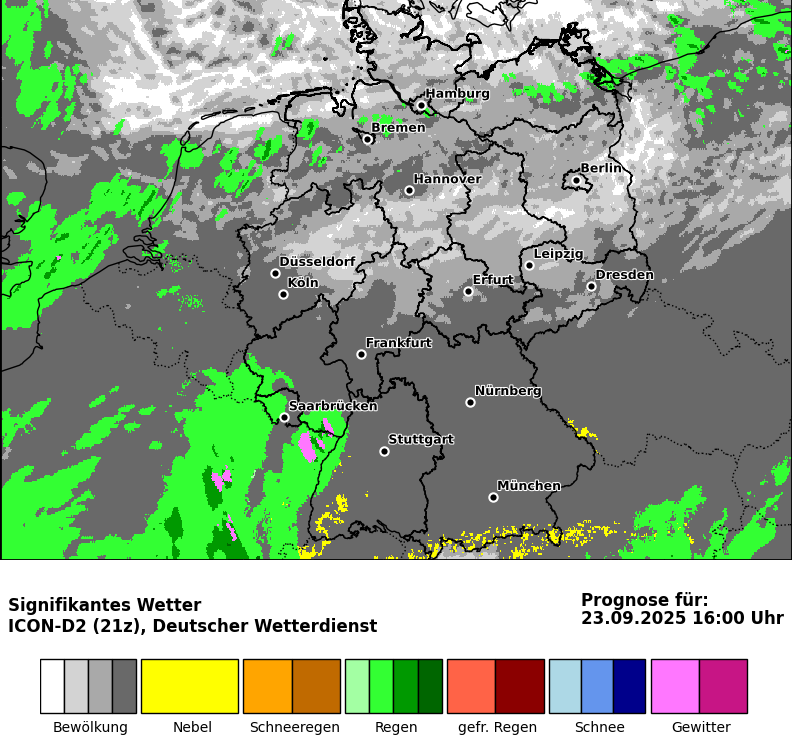 Hamburg
Bremen
Berlin
Hannover
Leipzig
Düsseldorf
Dresden
Köln
Erfurt
Frankfurt
Nürnberg
Saarbrücken
Stuttgart
München
Signifikantes Wetter
ICON-D2 (21z), Deutscher Wetterdienst
Prognose für:
23.09.2025 16:00 Uhr
Bewölkung
Nebel
Schneeregen
Regen
gefr. Regen
Schnee
Gewitter